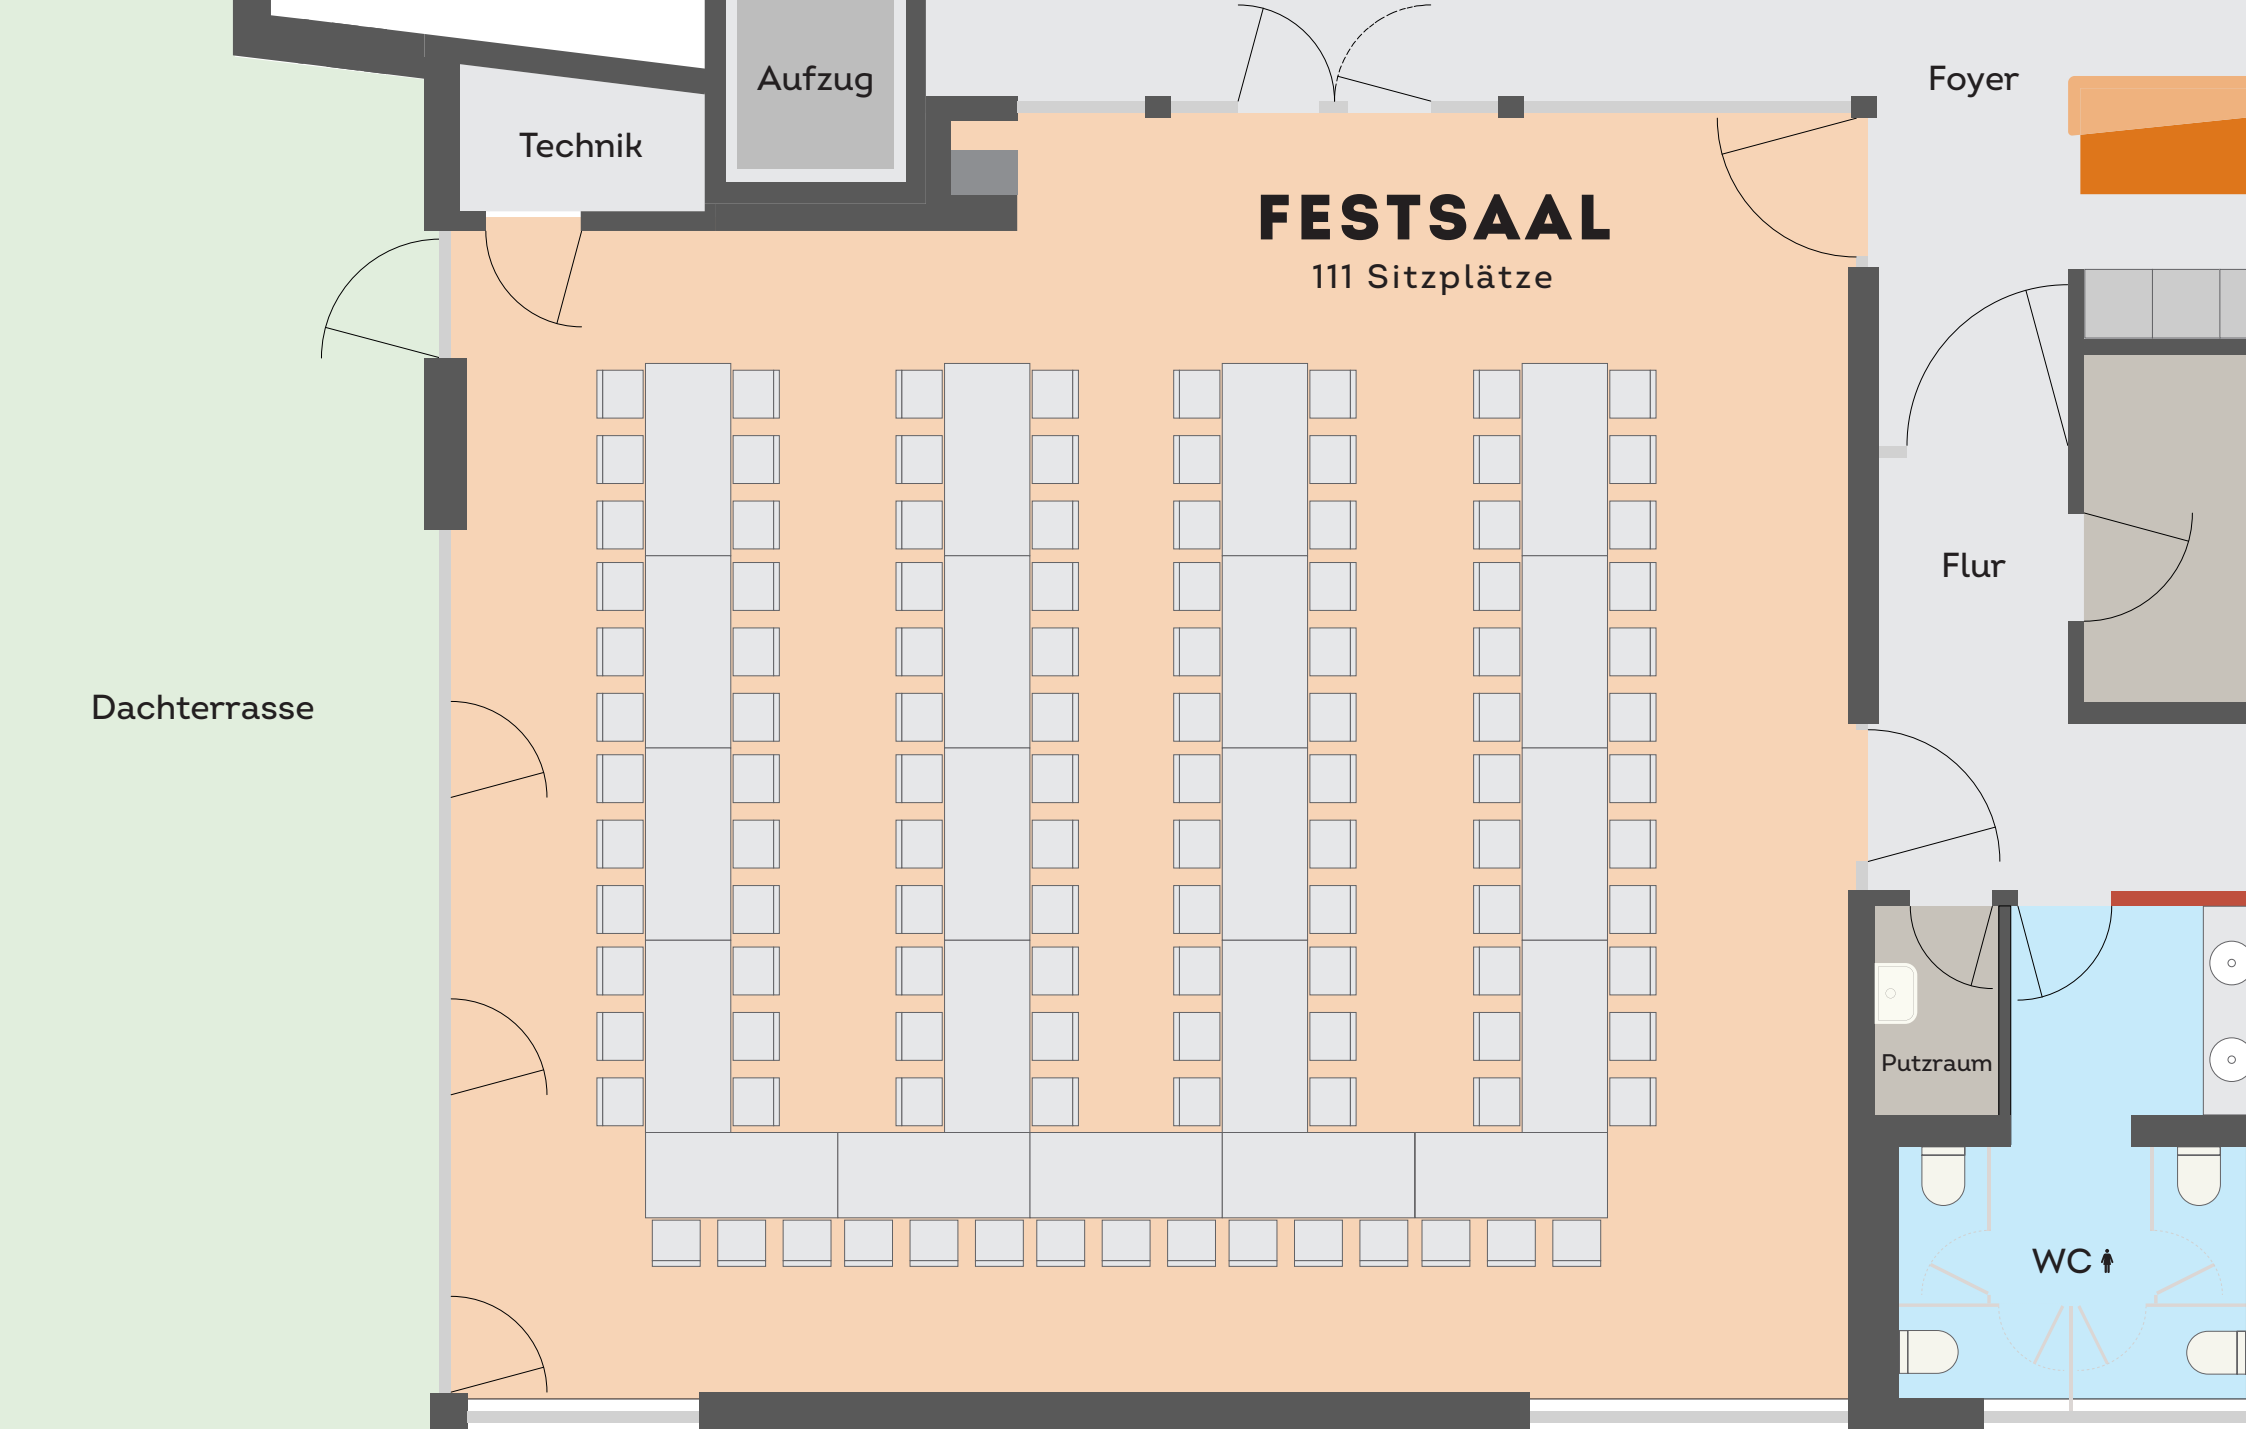 Aufzug
Foyer
Technik
FESTSAAL
111 Sitzplätze
Flur
Dachterrasse
Putzraum
WC